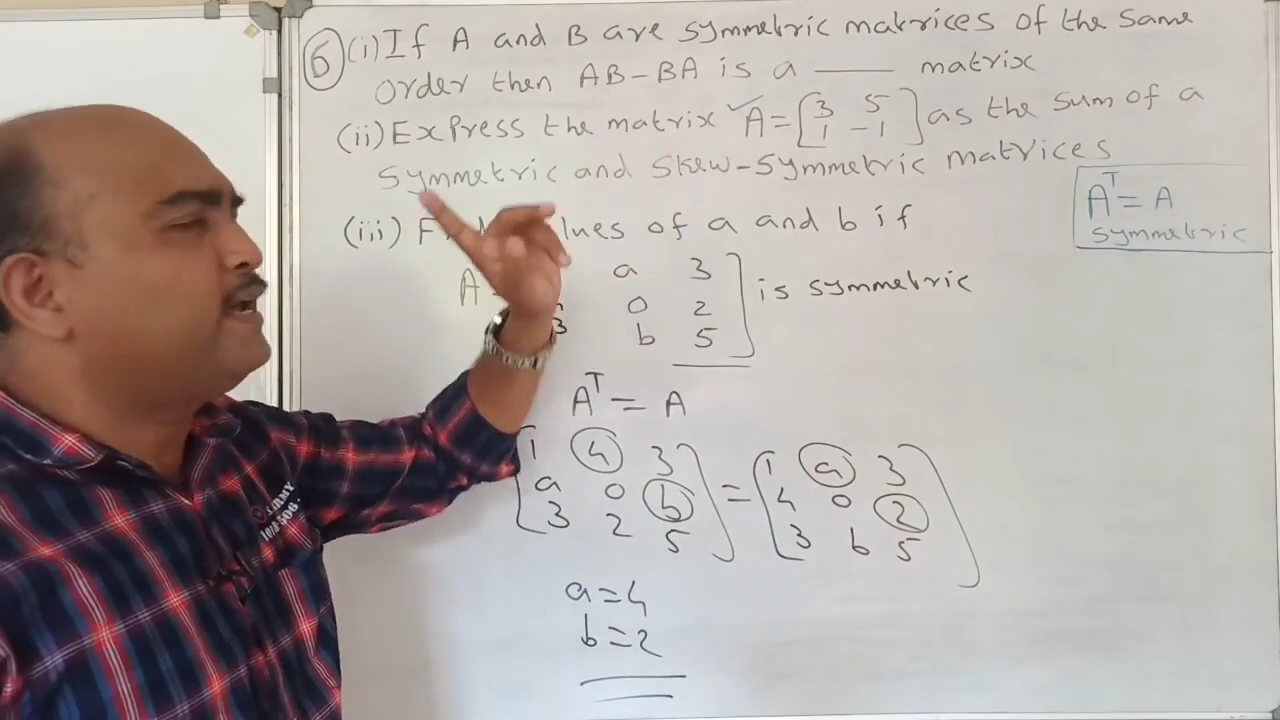 6 (i) If A and B are symmetric matrices of the same
order then AB-BA is a ____ matrix
(ii) Express the matrix ✓A = [3 5
1 -1] as the sum of a
symmetric and skew-symmetric matrices
Aᵀ = A
symmetric
(iii) F lues of a and b if
A a 3
0 2
3 b 5 is symmetric
Aᵀ = A
[1 4 3 ] = [1 a 3 ]
a 0 b 4 0 2
3 2 5 3 b 5
a=4
b=2